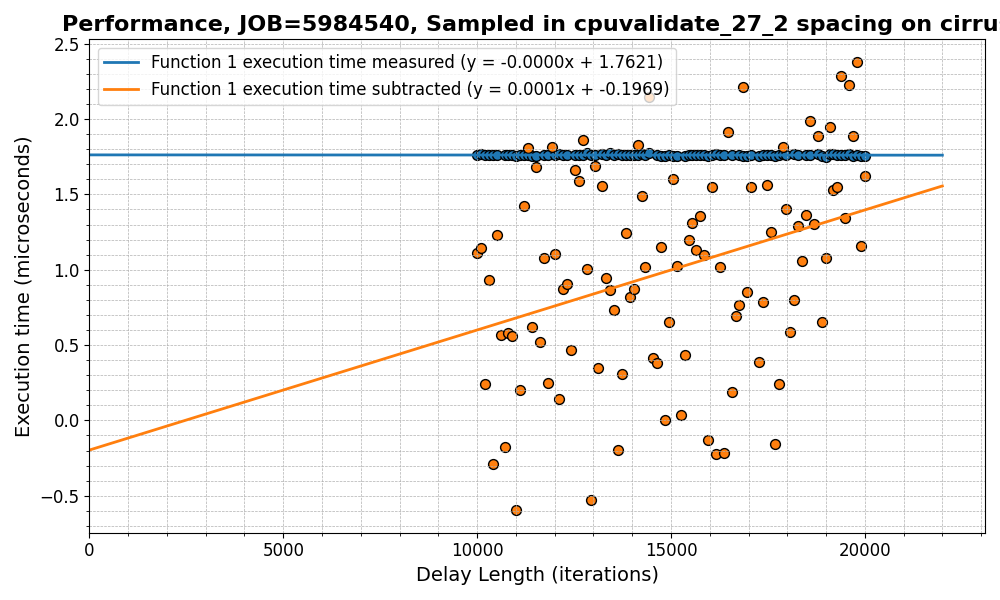 Performance, JOB=5984540, Sampled in cpuvalidate_27_2 spacing on cirru
Function 1 execution time measured (y = -0.0000x + 1.7621)
Function 1 execution time subtracted (y = 0.0001x + -0.1969)
Execution time (microseconds)
2.5
2.0
1.5
1.0
0.5
0.0
−0.5
0 5000 10000 15000 20000
Delay Length (iterations)